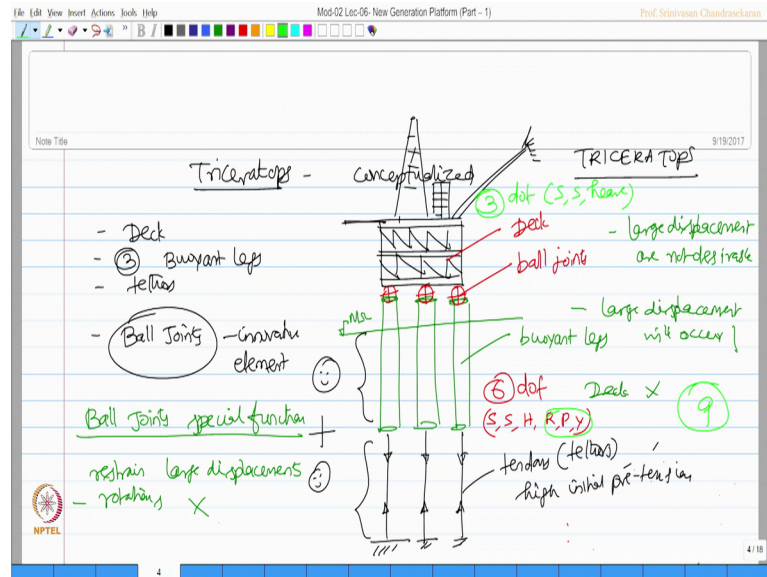 File Edit View Insert Actions Tools Help
Mod-02 Lec-06- New Generation Platform (Part – 1)
Prof. Srinivasan Chandrasekaran
B I
Note Title
9/19/2017
Triceratops - conceptualized
TRICERATOPS
3 dof (S, S, heave)
- Deck
- 3 Buoyant legs
- tethers
- Ball Joints - innovative element
Deck
ball joints
- large displacement are not desirable
MSL
- large displacement will occur
buoyant legs
6 dof
Deck X
9
(S, S, H, R, P, Y)
Ball Joints special function
+
restrain large displacements
- rotations X
tendons (tethers)
high initial pre-tension
NPTEL
4 / 18
4